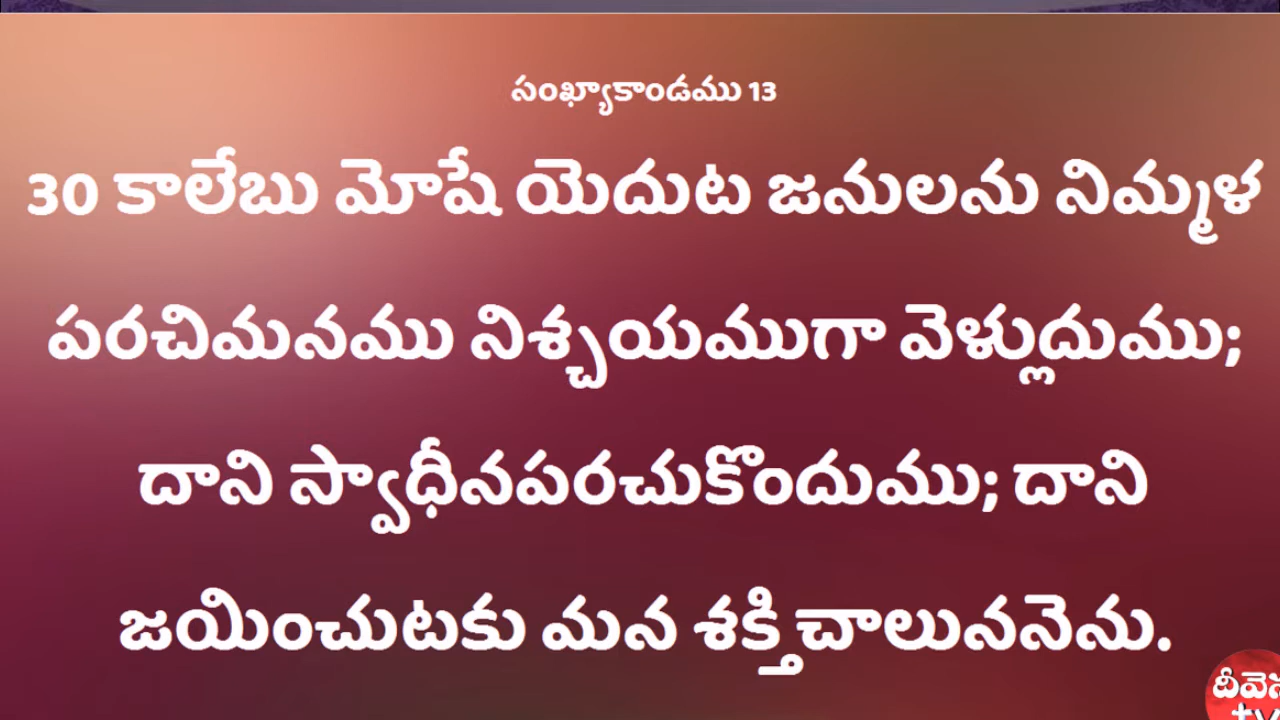 సంఖ్యాకాండము 13
30 కాలేబు మోషే యెదుట జనులను నిమ్మళ
పరచిమనము నిశ్చయముగా వెళ్లుదుము;
దాని స్వాధీనపరచుకొందుము; దాని
జయించుటకు మన శక్తిచాలుననెను.